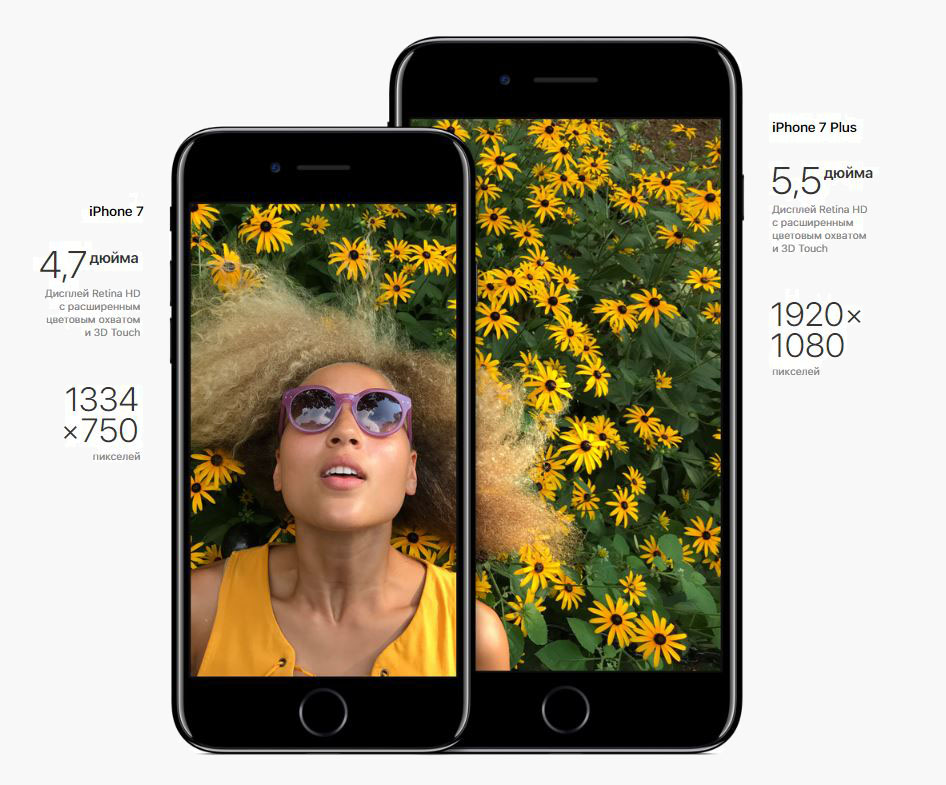 iPhone 7
4,7 дюйма
Дисплей Retina HD
с расширенным
цветовым охватом
и 3D Touch
1334
×750
пикселей
iPhone 7 Plus
5,5 дюйма
Дисплей Retina HD
с расширенным
цветовым охватом
и 3D Touch
1920×
1080
пикселей